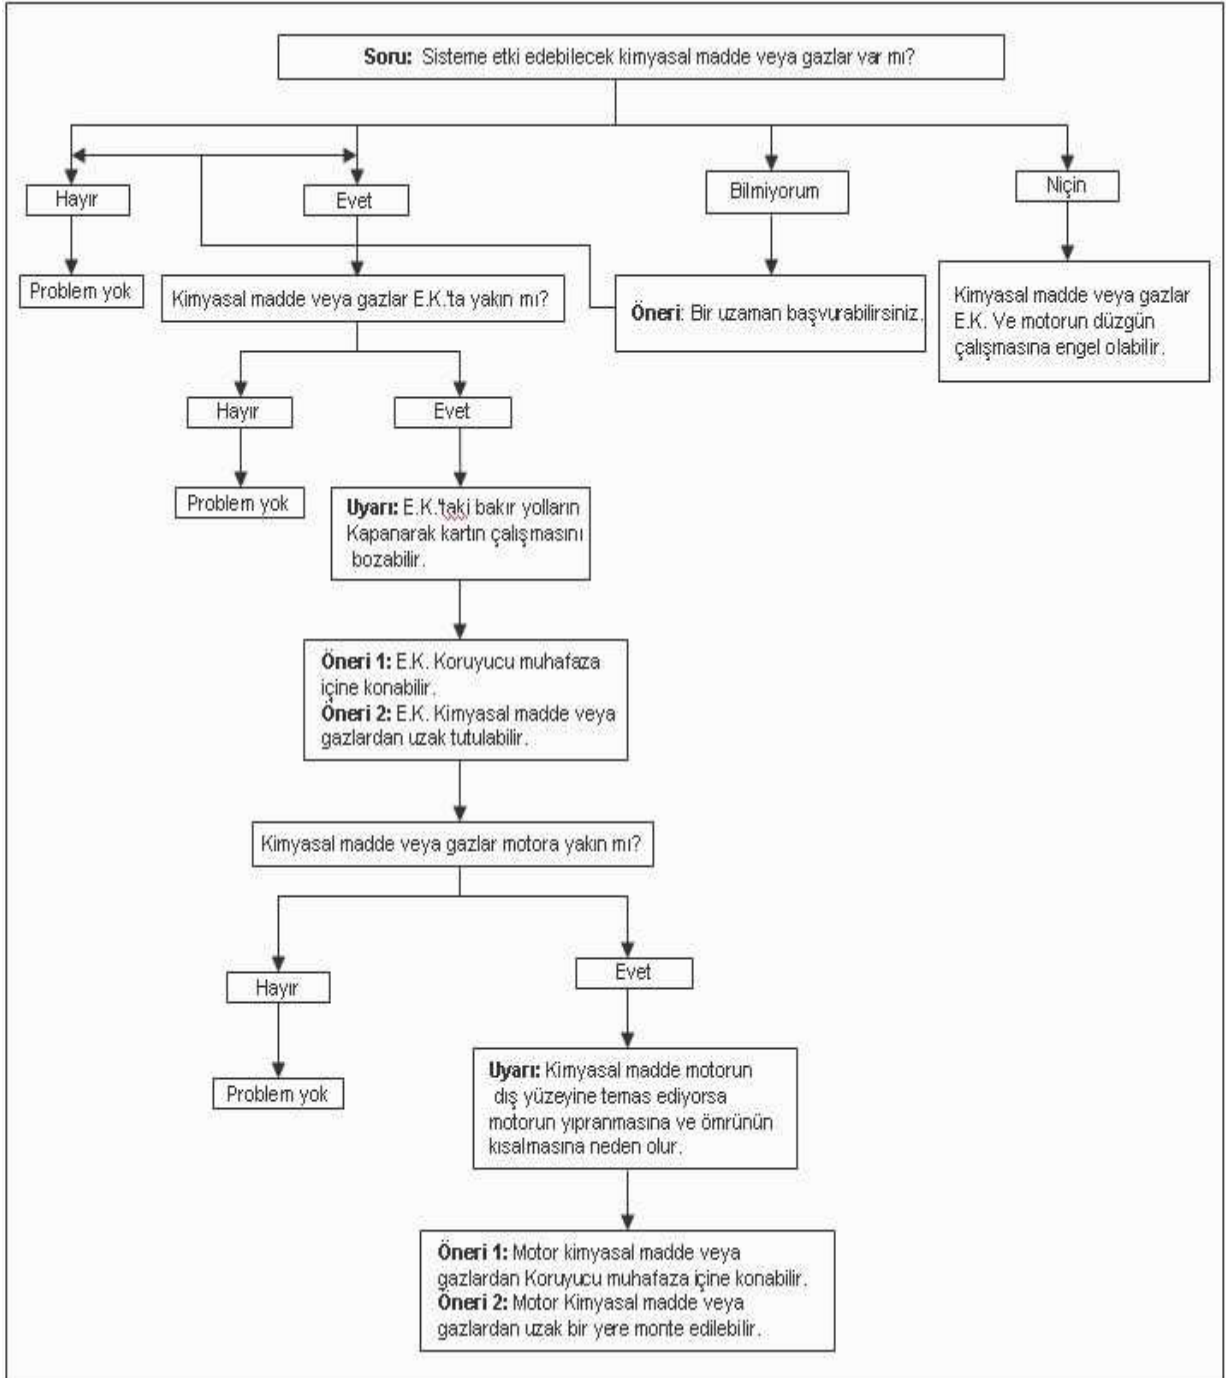 Soru: Sisteme etki edebilecek kimyasal madde veya gazlar var mı?
Hayır
Evet
Bilmiyorum
Niçin
Problem yok
Kimyasal madde veya gazlar E.K.'ta yakın mı?
Öneri: Bir uzaman başvurabilirsiniz.
Kimyasal madde veya gazlar
E.K. Ve motorun düzgün
çalışmasına engel olabilir.
Hayır
Evet
Problem yok
Uyarı: E.K.'taki bakır yolların
Kapanarak kartın çalışmasını
bozabilir.
Öneri 1: E.K. Koruyucu muhafaza
içine konabilir.
Öneri 2: E.K. Kimyasal madde veya
gazlardan uzak tutulabilir.
Kimyasal madde veya gazlar motora yakın mı?
Hayır
Evet
Problem yok
Uyarı: Kimyasal madde motorun
dış yüzeyine temas ediyorsa
motorun yıpranmasına ve ömrünün
kısalmasına neden olur.
Öneri 1: Motor kimyasal madde veya
gazlardan Koruyucu muhafaza içine konabilir.
Öneri 2: Motor Kimyasal madde veya
gazlardan uzak bir yere monte edilebilir.